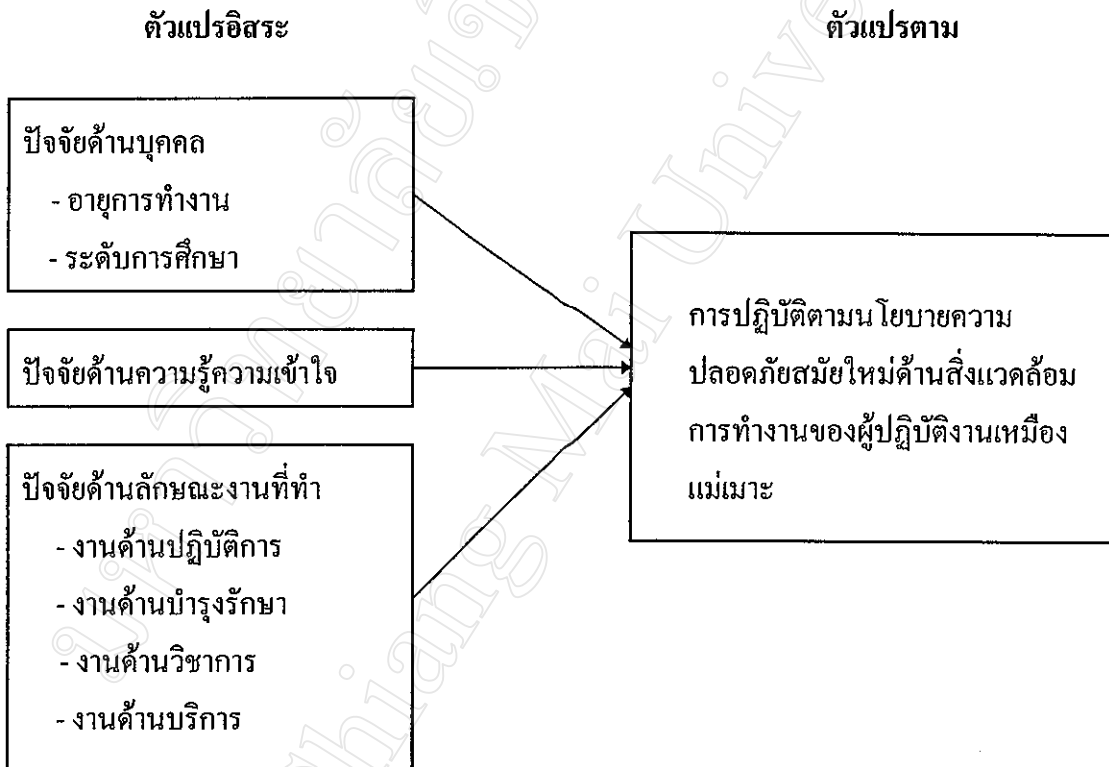 ตัวแปรอิสระ
ตัวแปรตาม
ปัจจัยด้านบุคคล
- อายุการทำงาน
- ระดับการศึกษา
ปัจจัยด้านความรู้ความเข้าใจ
ปัจจัยด้านลักษณะงานที่ทำ
- งานด้านปฏิบัติการ
- งานด้านบำรุงรักษา
- งานด้านวิชาการ
- งานด้านบริการ
การปฏิบัติตามนโยบายความ
ปลอดภัยสมัยใหม่ด้านสิ่งแวดล้อม
การทำงานของผู้ปฏิบัติงานเหมือง
แม่เมาะ